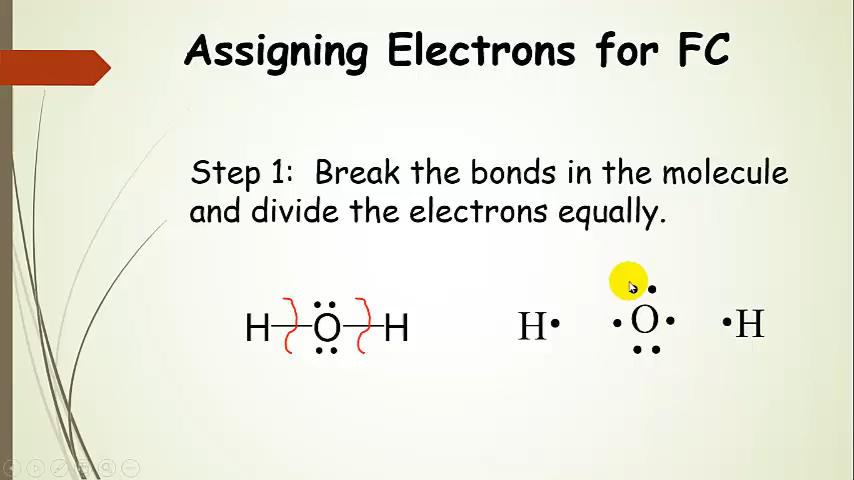 Assigning Electrons for FC
Step 1: Break the bonds in the molecule
and divide the electrons equally.
H O H H O H